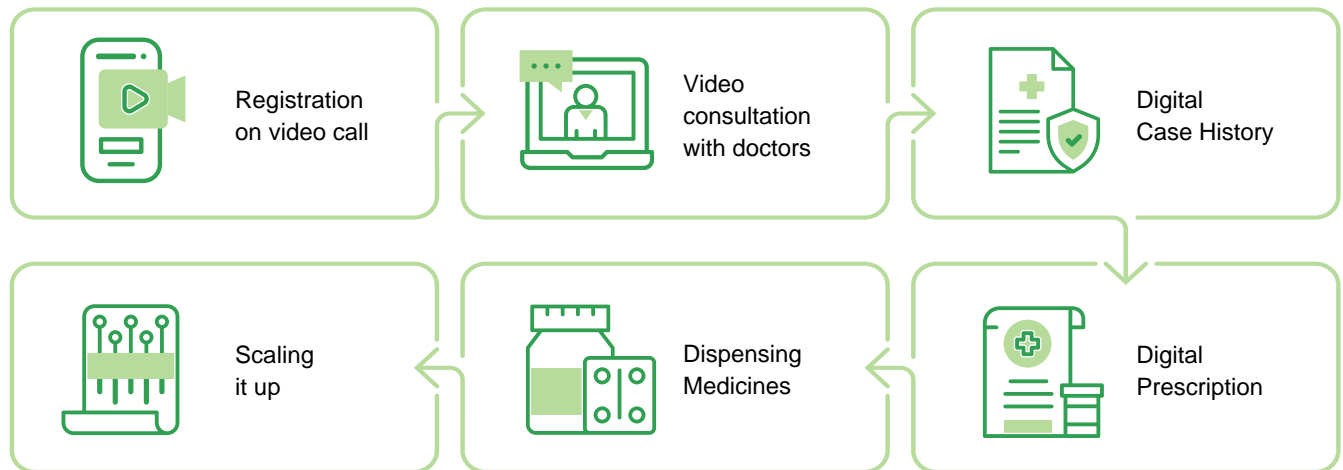 Registration
on video call
Video
consultation
with doctors
Digital
Case History
Digital
Prescription
Dispensing
Medicines
Scaling
it up